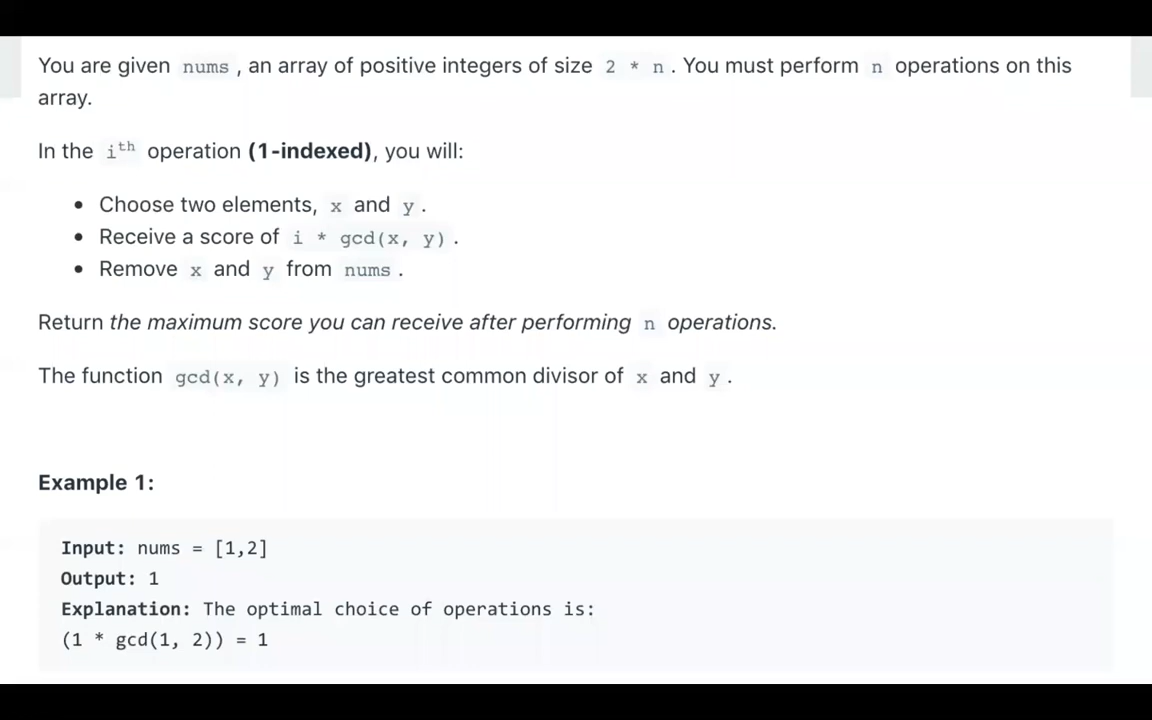 You are given nums , an array of positive integers of size 2 * n . You must perform n operations on this
array.
In the ith operation (1-indexed), you will:
• Choose two elements, x and y .
• Receive a score of i * gcd(x, y) .
• Remove x and y from nums .
Return the maximum score you can receive after performing n operations.
The function gcd(x, y) is the greatest common divisor of x and y .
Example 1:
Input: nums = [1,2]
Output: 1
Explanation: The optimal choice of operations is:
(1 * gcd(1, 2)) = 1